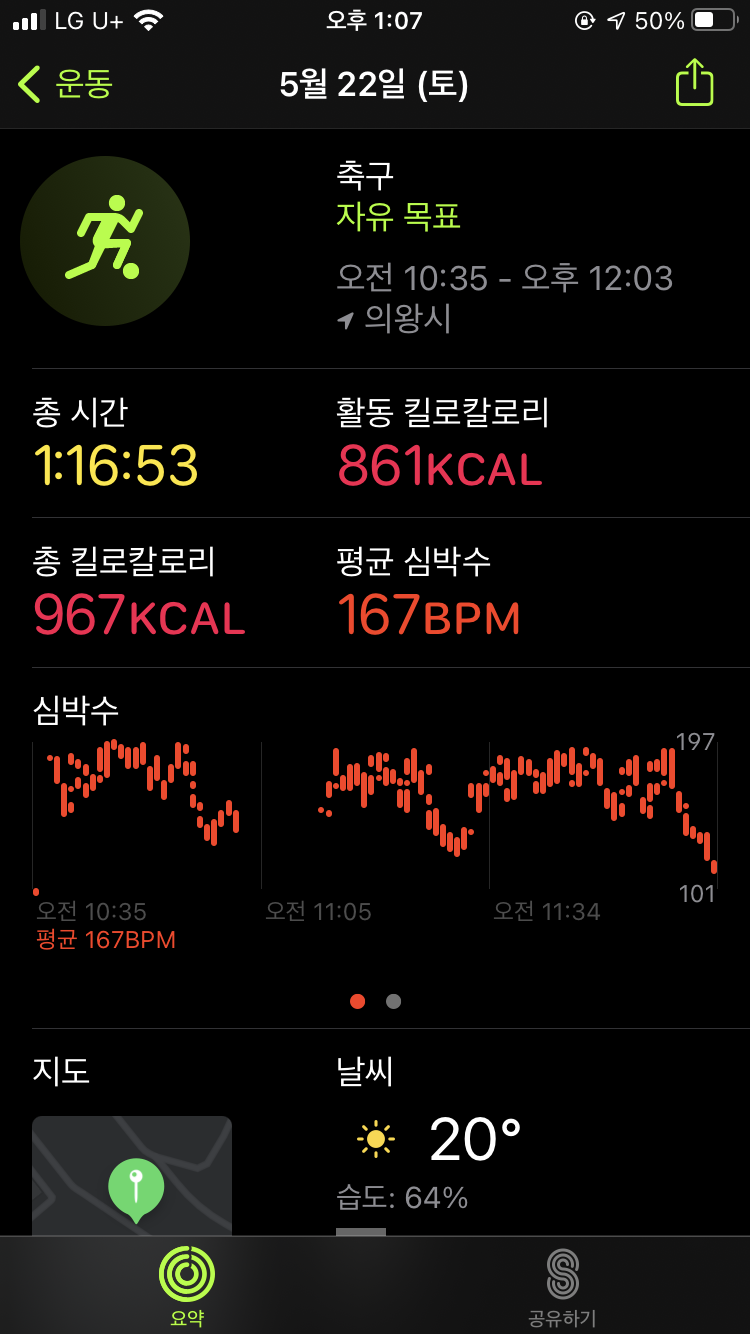 LG U+ 오후 1:07 50%
운동 5월 22일 (토)
축구
자유 목표
오전 10:35 - 오후 12:03
의왕시
총 시간 활동 킬로칼로리
1:16:53 861KCAL
총 킬로칼로리 평균 심박수
967KCAL 167BPM
심박수
197
101
오전 10:35 오전 11:05 오전 11:34
평균 167BPM
지도 날씨
20°
습도: 64%
요약 공유하기